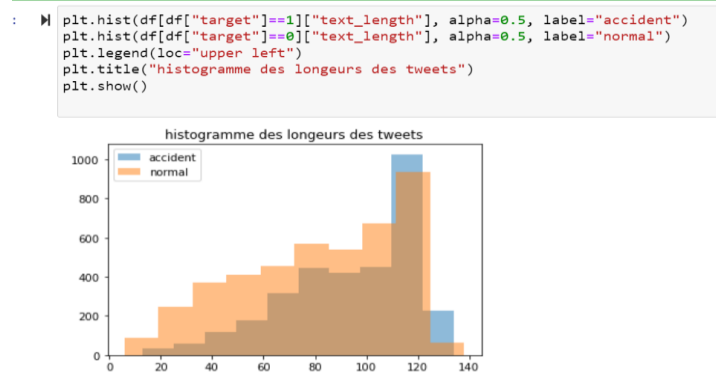 plt.hist(df[df["target"]==1]["text_length"], alpha=0.5, label="accident")
plt.hist(df[df["target"]==0]["text_length"], alpha=0.5, label="normal")
plt.legend(loc="upper left")
plt.title("histogramme des longeurs des tweets")
plt.show()
histogramme des longeurs des tweets
accident
normal
1000
800
600
400
200
0
0 20 40 60 80 100 120 140